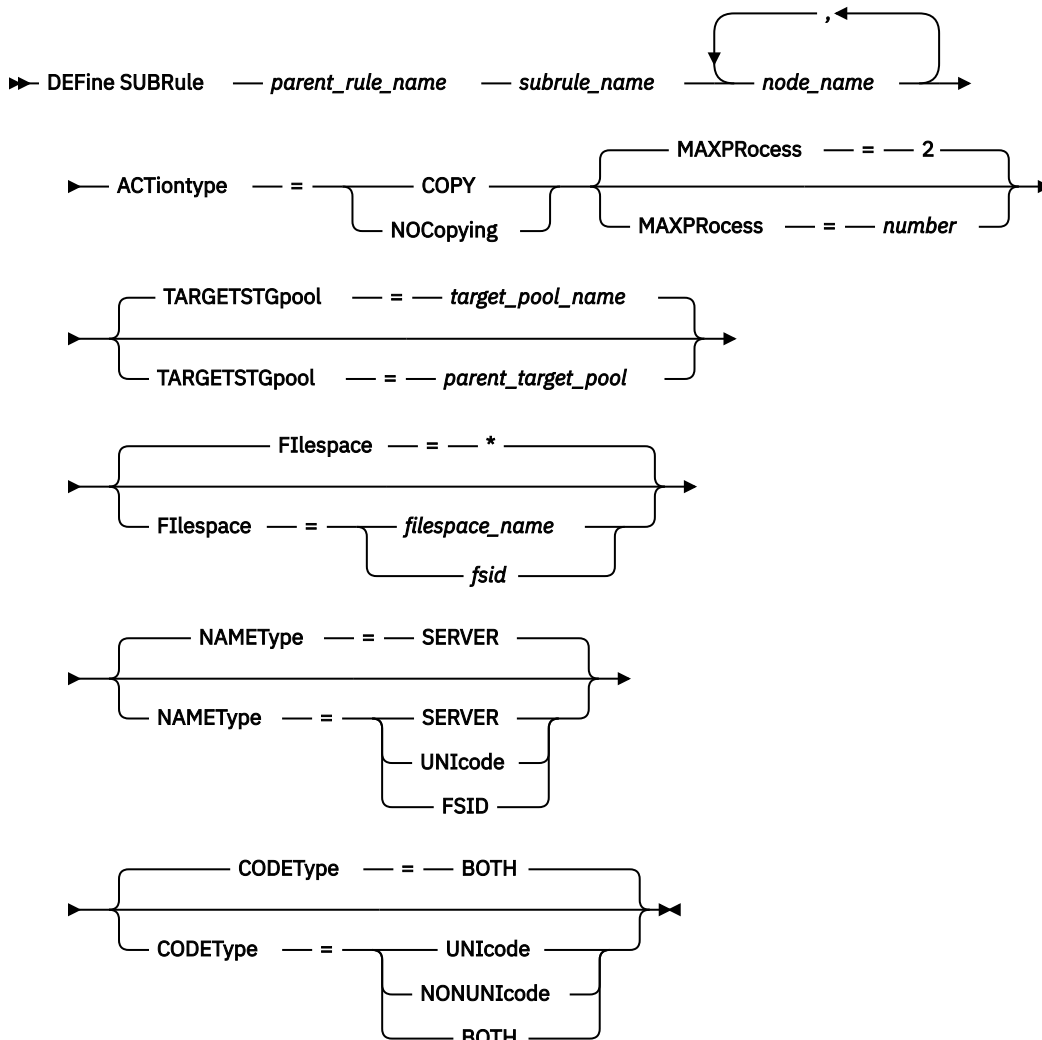 ,
DEFine SUBRule parent_rule_name subrule_name node_name
MAXPRocess = 2
ACTiontype = COPY
NOCopying
MAXPRocess = number
TARGETSTGpool = target_pool_name
TARGETSTGpool = parent_target_pool
FIlespace = *
FIlespace = filespace_name
fsid
NAMEType = SERVER
NAMEType = SERVER
UNIcode
FSID
CODEType = BOTH
CODEType = UNIcode
NONUNIcode
BOTH